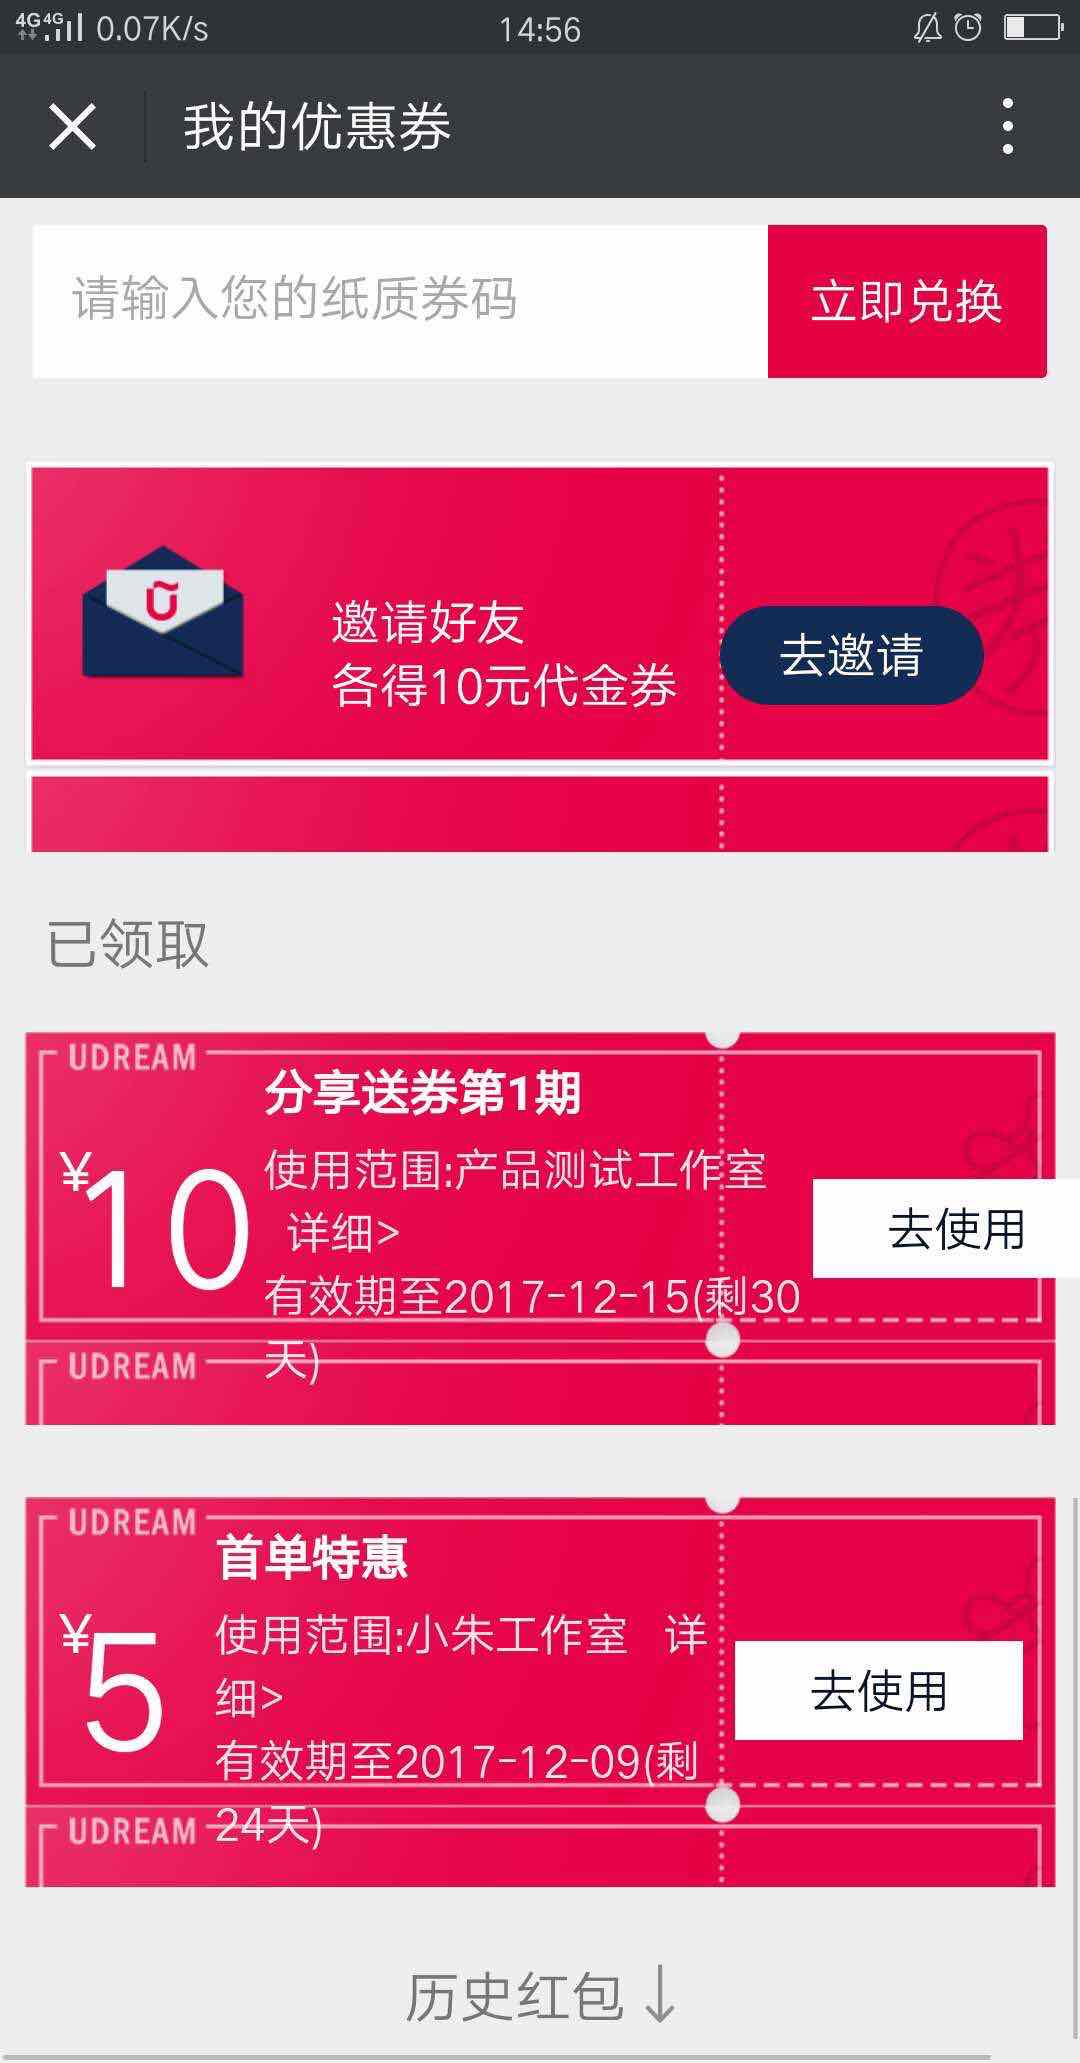 4G 4G 0.07K/s 14:56
我的优惠券
请输入您的纸质券码
立即兑换
邀请好友
各得10元代金券
去邀请
已领取
UDREAM
分享送券第1期
¥10
使用范围:产品测试工作室
详细>
有效期至2017-12-15(剩30
天)
去使用
UDREAM
UDREAM
首单特惠
¥5
使用范围:小朱工作室 详
细>
有效期至2017-12-09(剩
24天)
去使用
UDREAM
历史红包↓